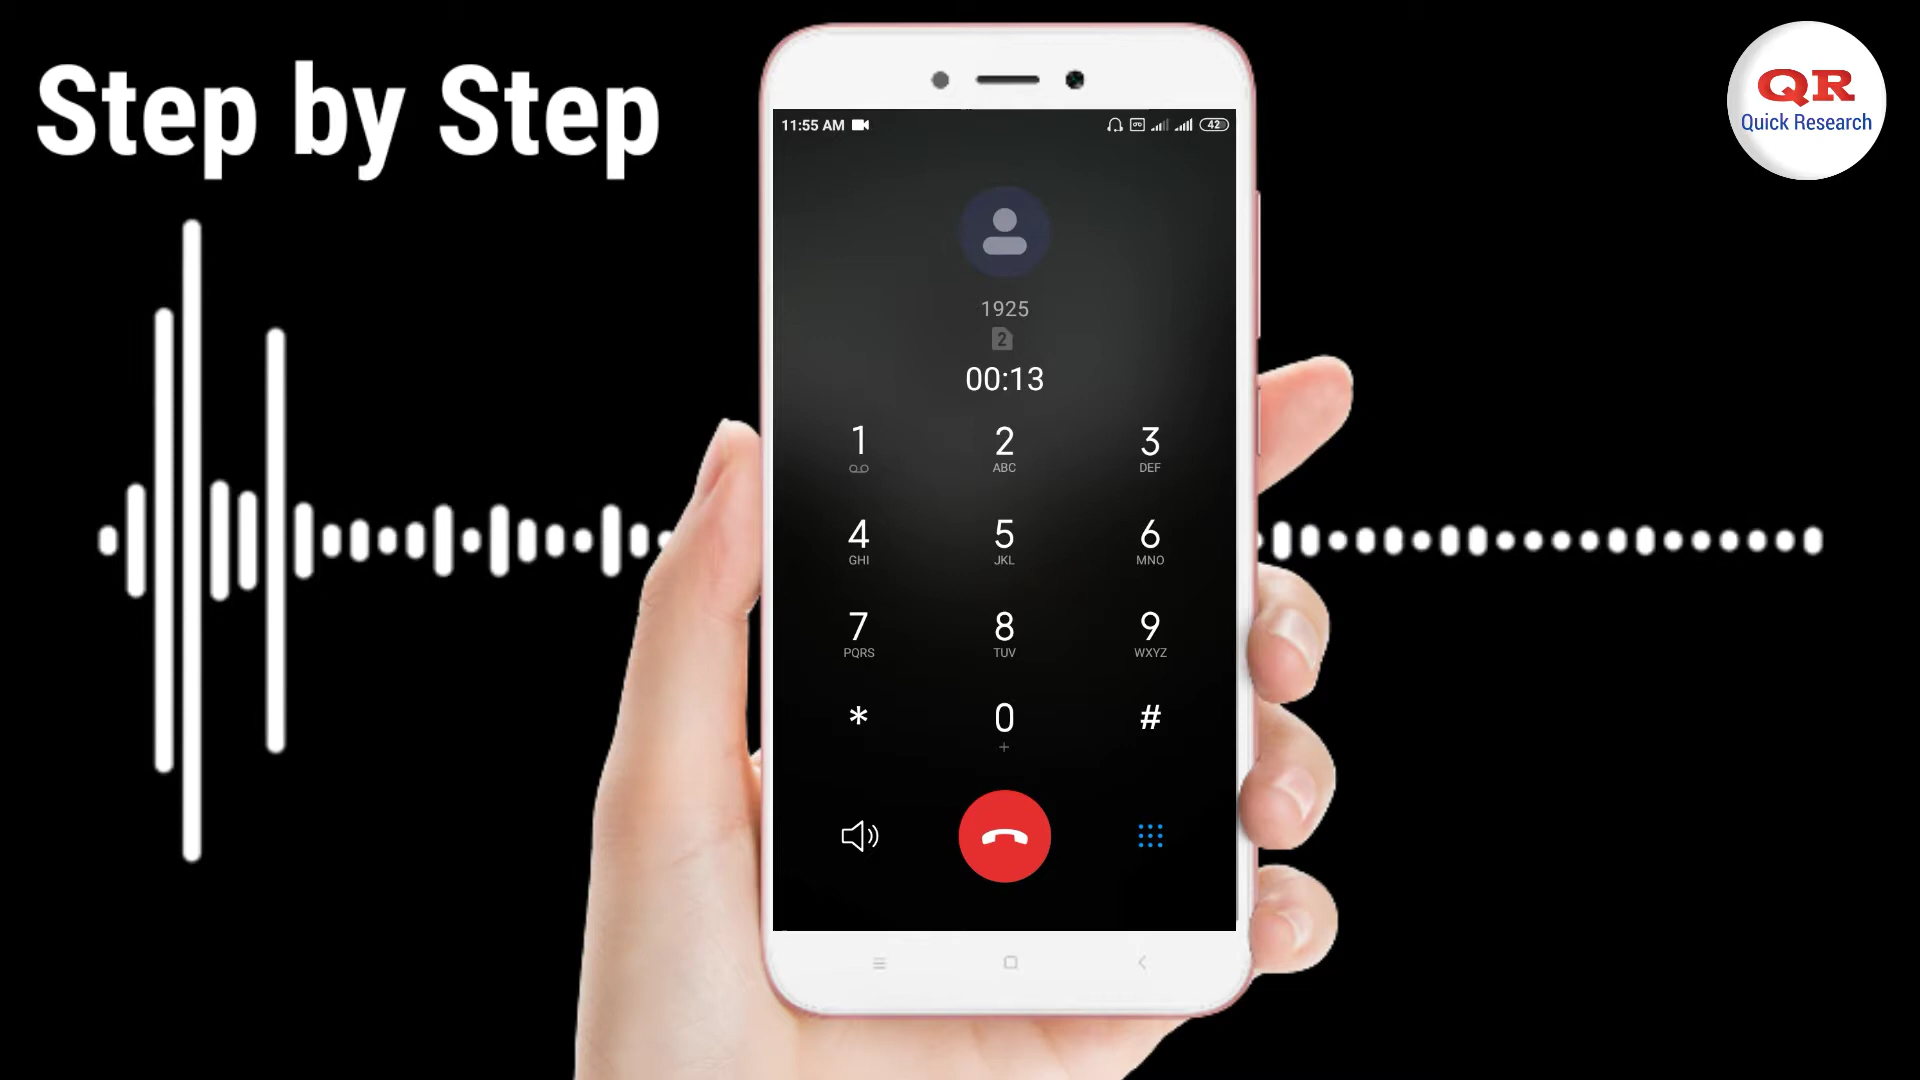 Step by Step
QR
Quick Research
11:55 AM
42
1925
2
00:13
1 2 3
ABC DEF
4 5 6
GHI JKL MNO
7 8 9
PQRS TUV WXYZ
* 0 #
+